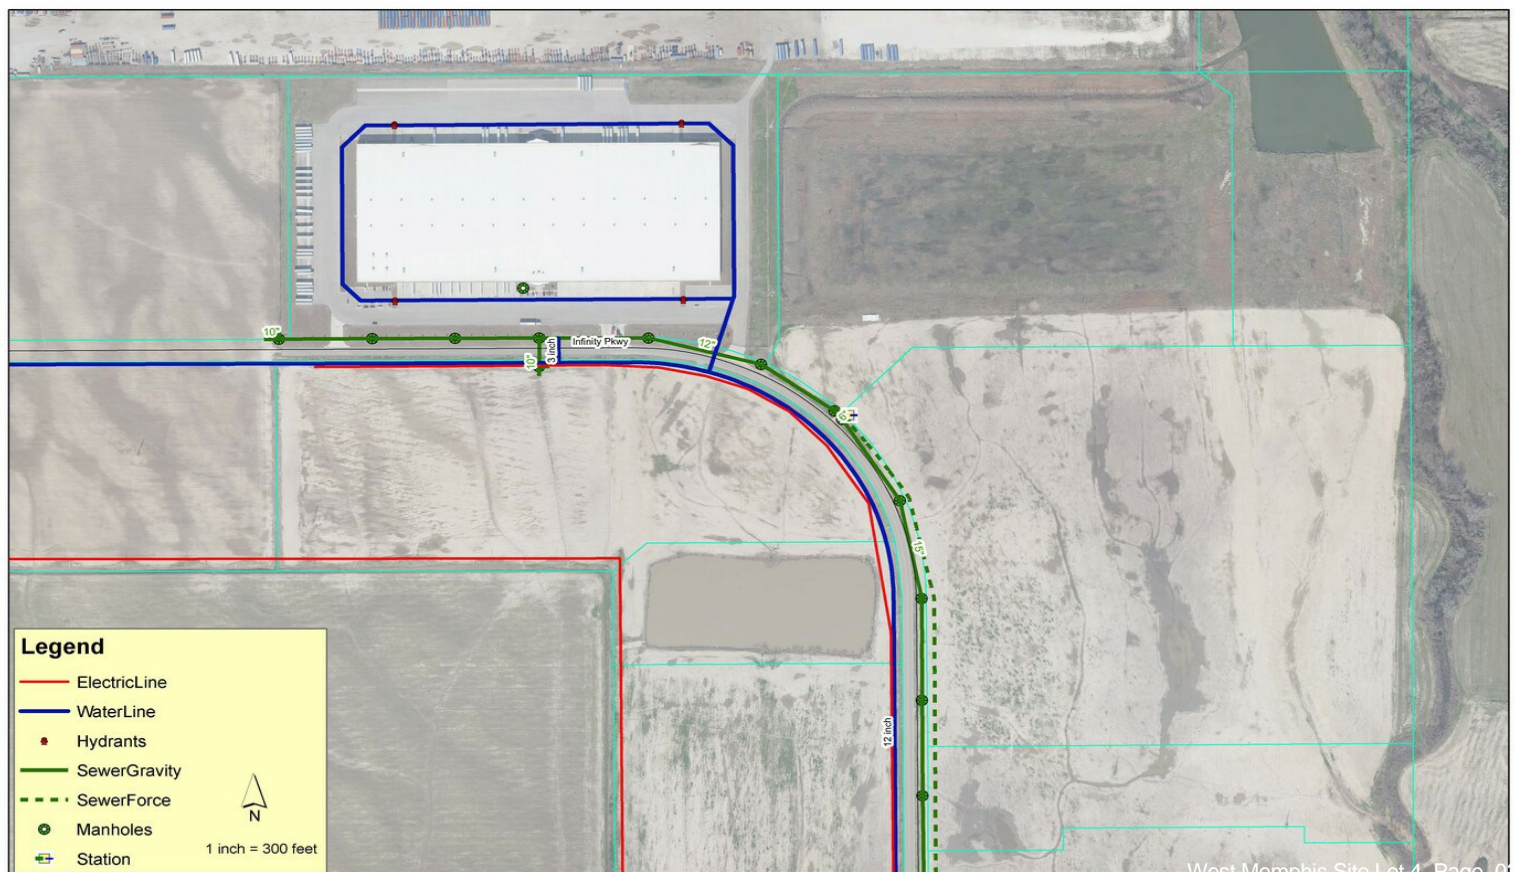 10"
3 inch
10"
Infinity Pkwy
12"
6"
15"
12 inch
Legend
ElectricLine
WaterLine
Hydrants
SewerGravity
SewerForce
Manholes
Station
N
1 inch = 300 feet
West Memphis Site Lot 4 Page